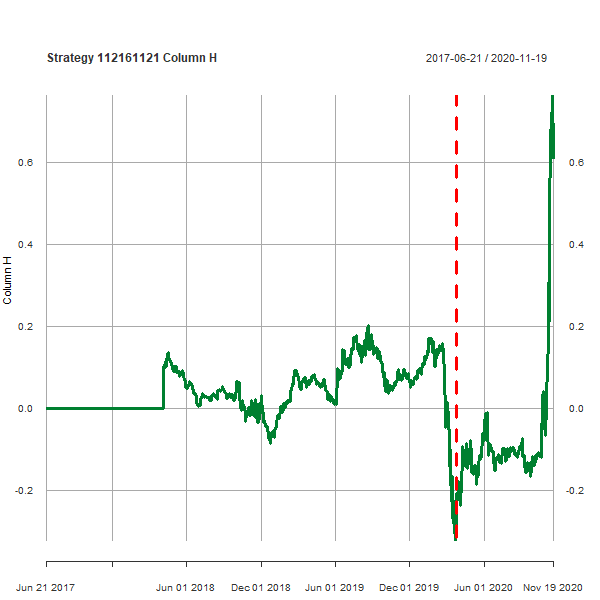 Strategy 112161121 Column H
2017-06-21 / 2020-11-19
Column H
0.6
0.4
0.2
0.0
-0.2
0.6
0.4
0.2
0.0
-0.2
Jun 21 2017
Jun 01 2018
Dec 01 2018
Jun 01 2019
Dec 01 2019
Jun 01 2020
Nov 19 2020